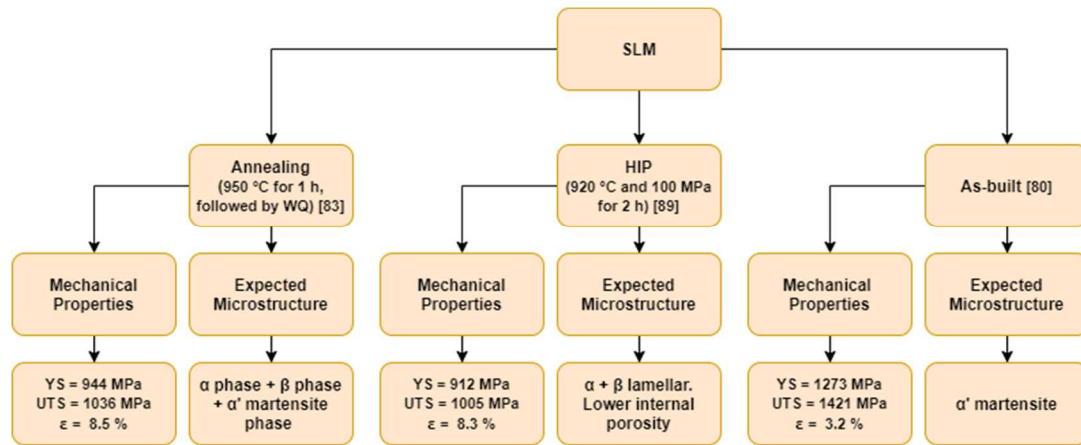 SLM
Annealing
(950 °C for 1 h,
followed by WQ) [83]
HIP
(920 °C and 100 MPa
for 2 h) [89]
As-built [80]
Mechanical
Properties
Expected
Microstructure
Mechanical
Properties
Expected
Microstructure
Mechanical
Properties
Expected
Microstructure
YS = 944 MPa
UTS = 1036 MPa
ε = 8.5 %
α phase + β phase
+ α' martensite
phase
YS = 912 MPa
UTS = 1005 MPa
ε = 8.3 %
α + β lamellar.
Lower internal
porosity
YS = 1273 MPa
UTS = 1421 MPa
ε = 3.2 %
α' martensite